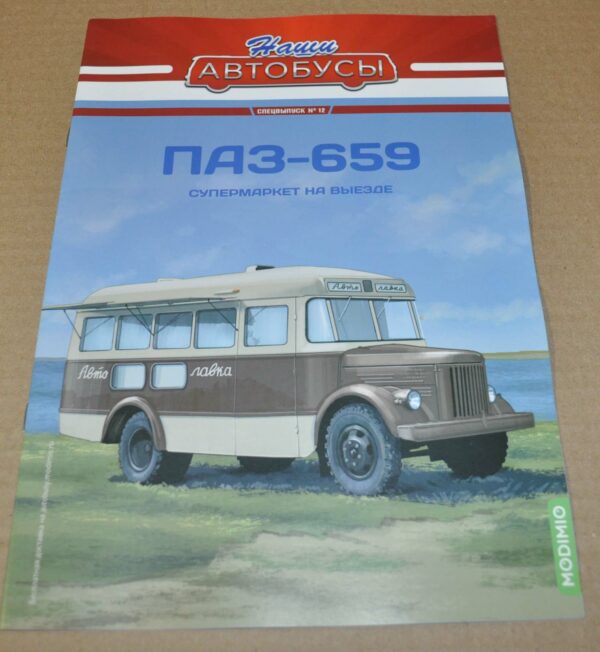 Наши
АВТОБУСЫ
СПЕЦВЫПУСК № 12
ПАЗ-659
СУПЕРМАРКЕТ НА ВЫЕЗДЕ
Авто лавка
Авто лавка
MODIMIO